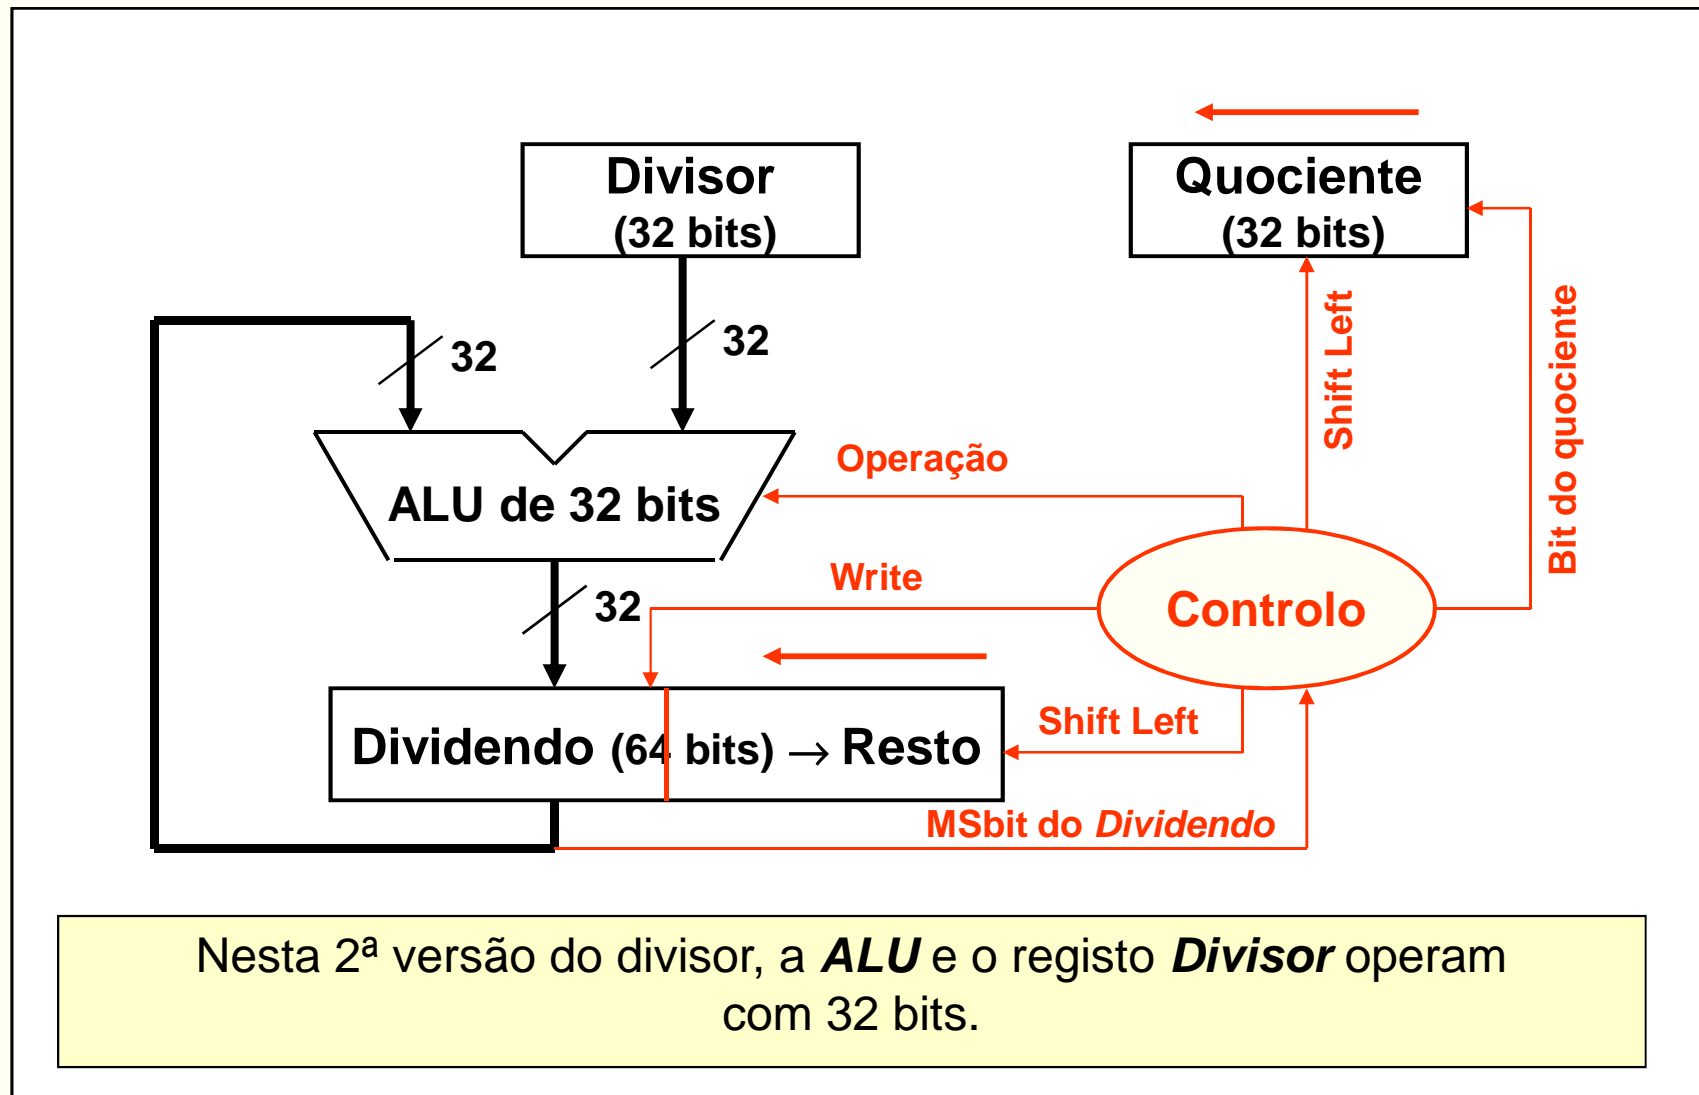 Divisor
(32 bits)
Quociente
(32 bits)
32
32
Shift Left
Bit do quociente
Operação
ALU de 32 bits
Write
32
Controlo
Shift Left
Dividendo (64 bits) → Resto
MSbit do Dividendo
Nesta 2ª versão do divisor, a ALU e o registo Divisor operam
com 32 bits.